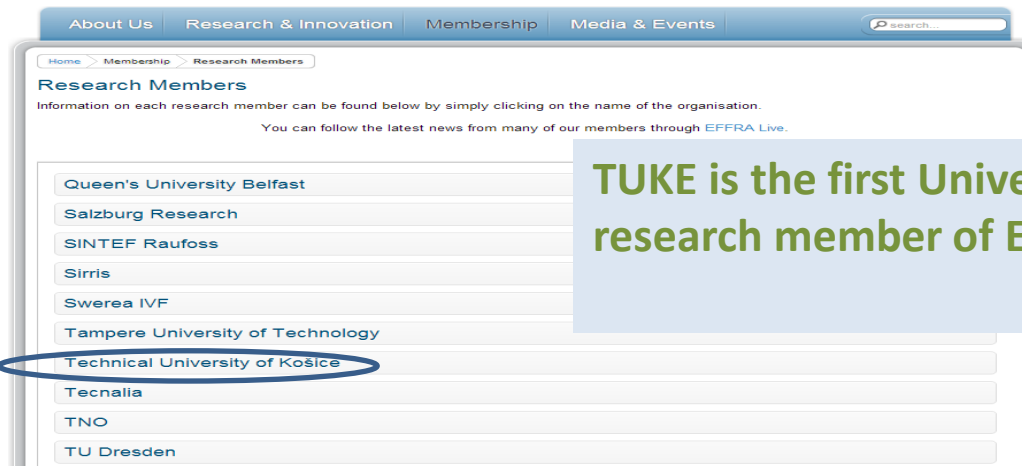 About Us Research & Innovation Membership Media & Events search...
Home Membership Research Members
Research Members
Information on each research member can be found below by simply clicking on the name of the organisation.
You can follow the latest news from many of our members through EFFRA Live.
TUKE is the first
research member of
Queen's University Belfast
Salzburg Research
SINTEF Raufoss
Sirris
Swerea IVF
Tampere University of Technology
Technical University of Košice
Tecnalia
TNO
TU Dresden